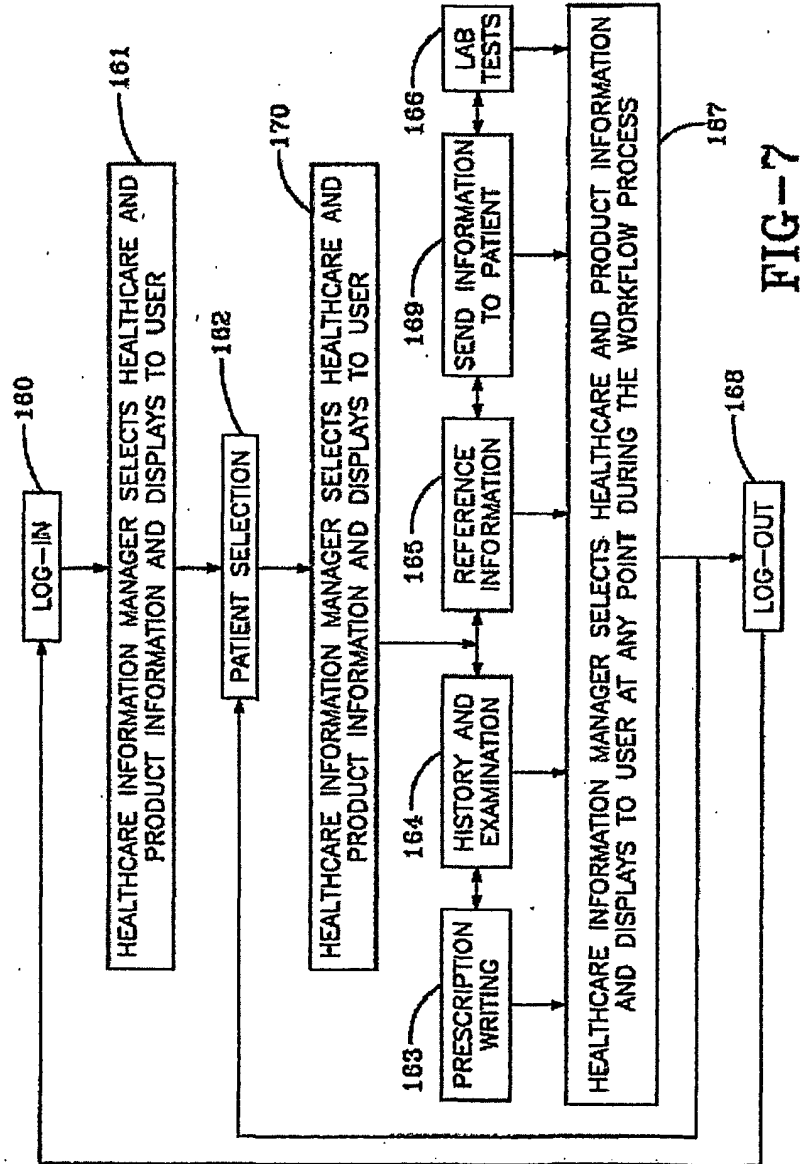 160
LOG-IN
161
HEALTHCARE INFORMATION MANAGER SELECTS HEALTHCARE AND
PRODUCT INFORMATION AND DISPLAYS TO USER
162
PATIENT SELECTION
170
HEALTHCARE INFORMATION MANAGER SELECTS HEALTHCARE AND
PRODUCT INFORMATION AND DISPLAYS TO USER
163
PRESCRIPTION
WRITING
164
HISTORY AND
EXAMINATION
165
REFERENCE
INFORMATION
169
SEND INFORMATION
TO PATIENT
166
LAB
TESTS
HEALTHCARE INFORMATION MANAGER SELECTS HEALTHCARE AND PRODUCT INFORMATION
AND DISPLAYS TO USER AT ANY POINT DURING THE WORKFLOW PROCESS
167
168
LOG-OUT
FIG-7